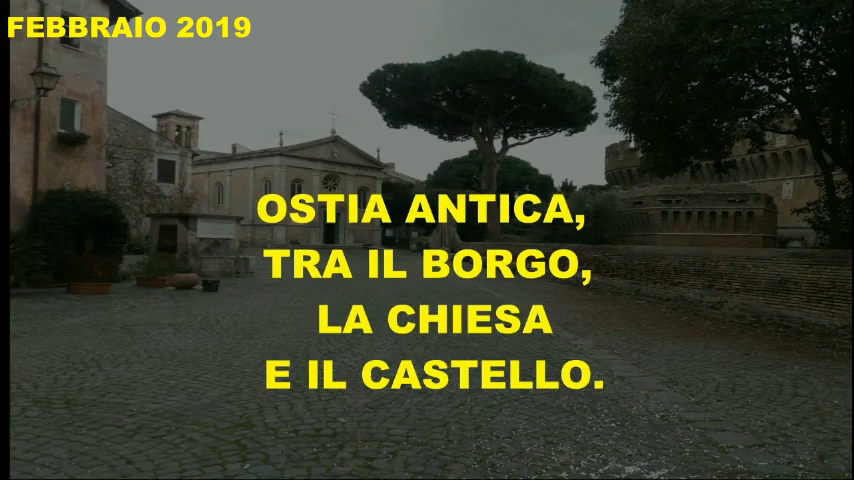 FEBBRAIO 2019
OSTIA ANTICA,
TRA IL BORGO,
LA CHIESA
E IL CASTELLO.